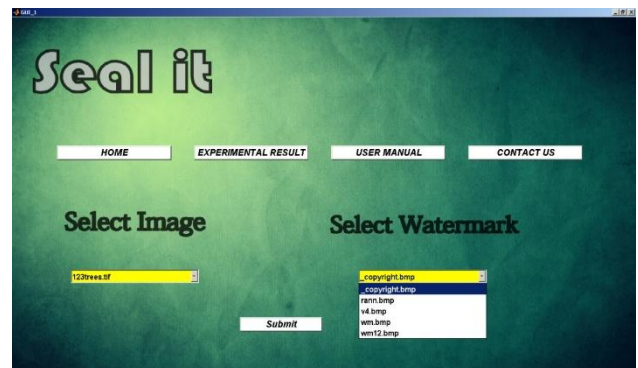 GUI_1
Seal it
HOME EXPERIMENTAL RESULT USER MANUAL CONTACT US
Select Image Select Watermark
123trees.tif _copyright.bmp
_copyright.bmp
rann.bmp
v4.bmp
wm.bmp
wm12.bmp
Submit